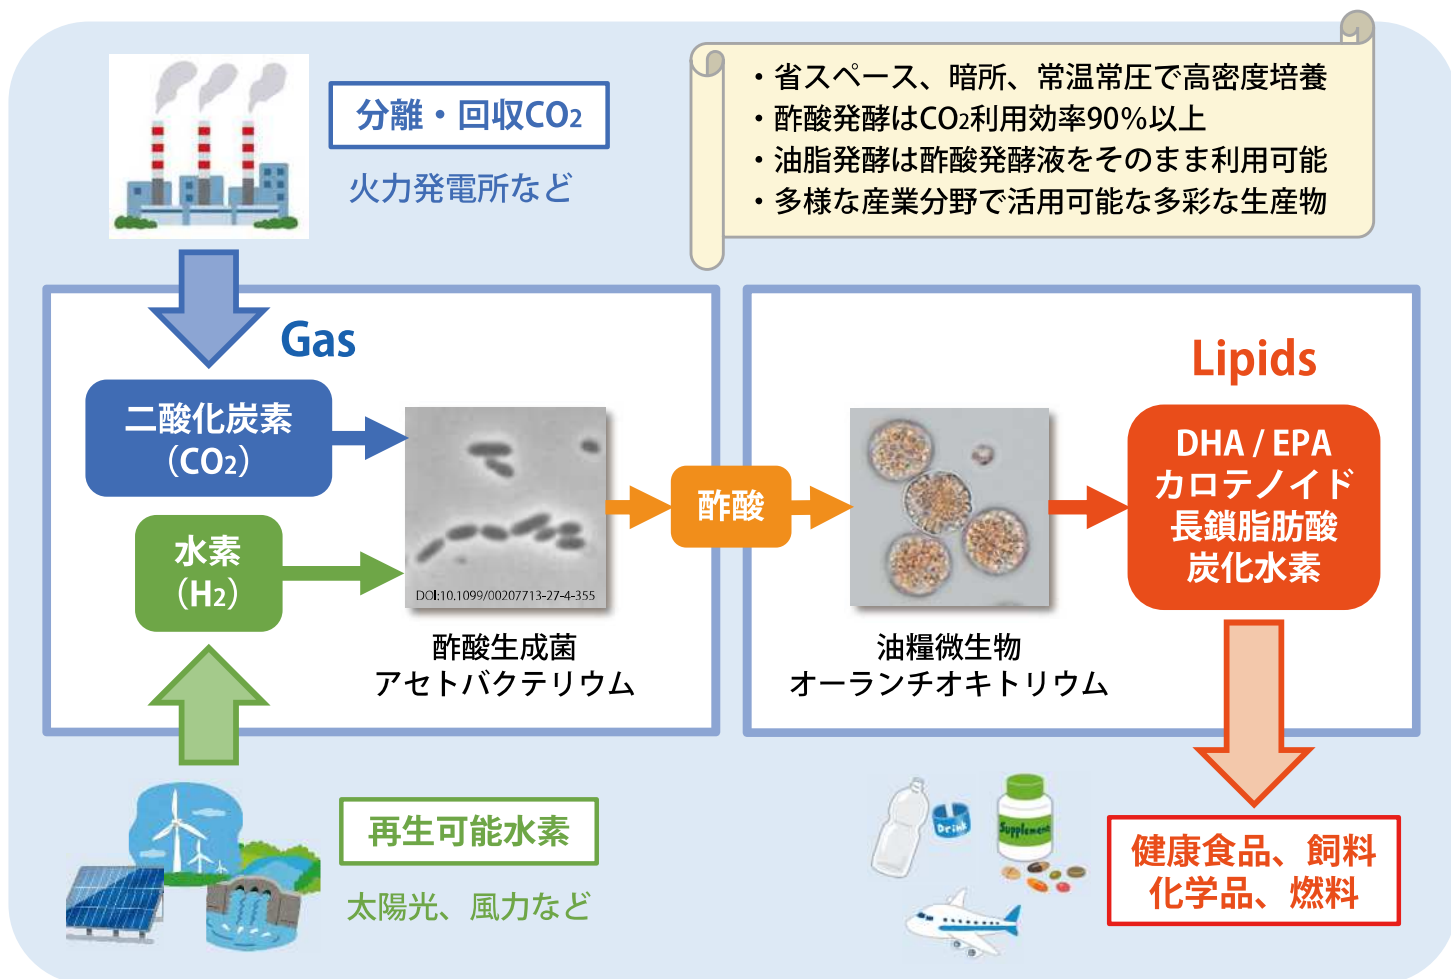 分離・回収CO2
火力発電所など
・省スペース、暗所、常温常圧で高密度培養
・酢酸発酵はCO2利用効率90％以上
・油脂発酵は酢酸発酵液をそのまま利用可能
・多様な産業分野で活用可能な多彩な生産物
Gas
二酸化炭素
（CO2）
水素
（H2）
DOI:10.1099/00207713-27-4-355
酢酸生成菌
アセトバクテリウム
酢酸
油糧微生物
オーランチオキトリウム
Lipids
DHA / EPA
カロテノイド
長鎖脂肪酸
炭化水素
再生可能水素
太陽光、風力など
Drink
Supplement
健康食品、飼料
化学品、燃料